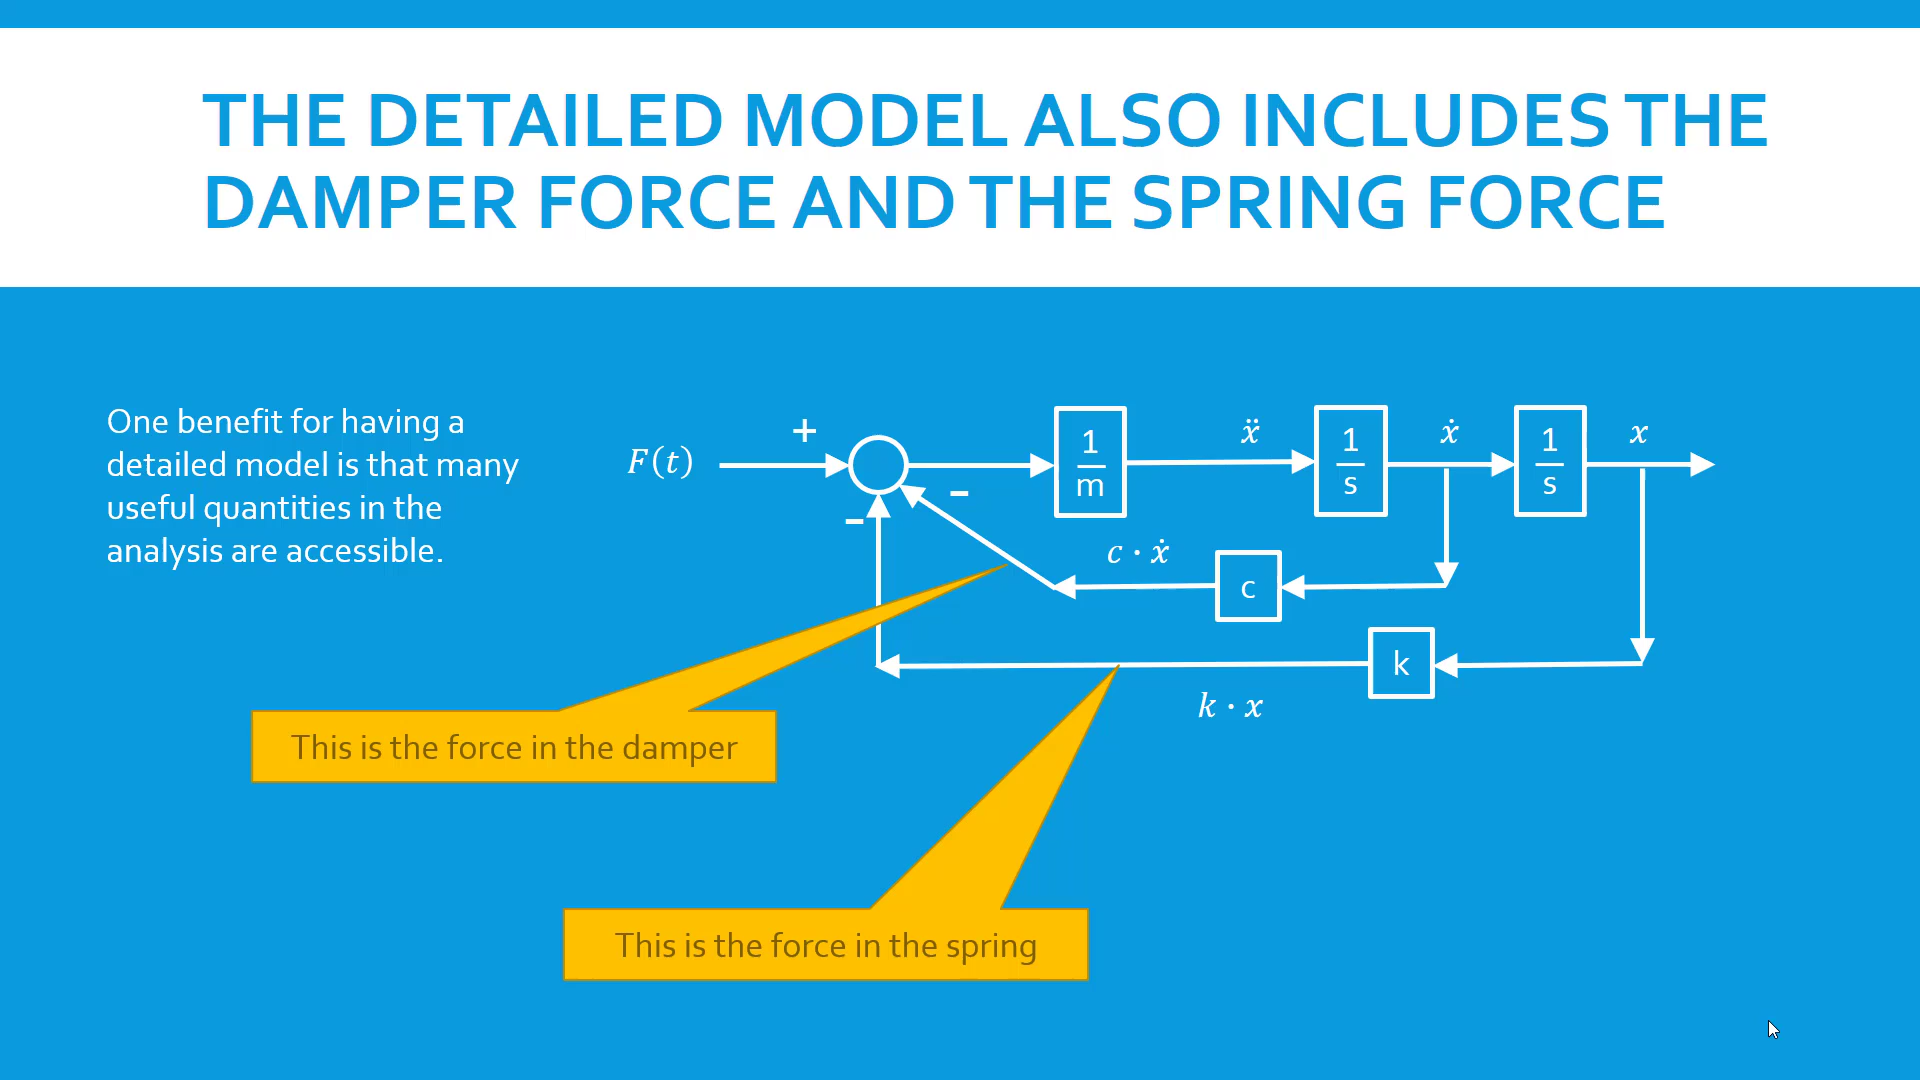 THE DETAILED MODEL ALSO INCLUDES THE
DAMPER FORCE AND THE SPRING FORCE
One benefit for having a
detailed model is that many
useful quantities in the
analysis are accessible.
F(t)
+
−
−
1
m
ẍ
1
s
ẋ
1
s
x
c · ẋ
c
k
k · x
This is the force in the damper
This is the force in the spring